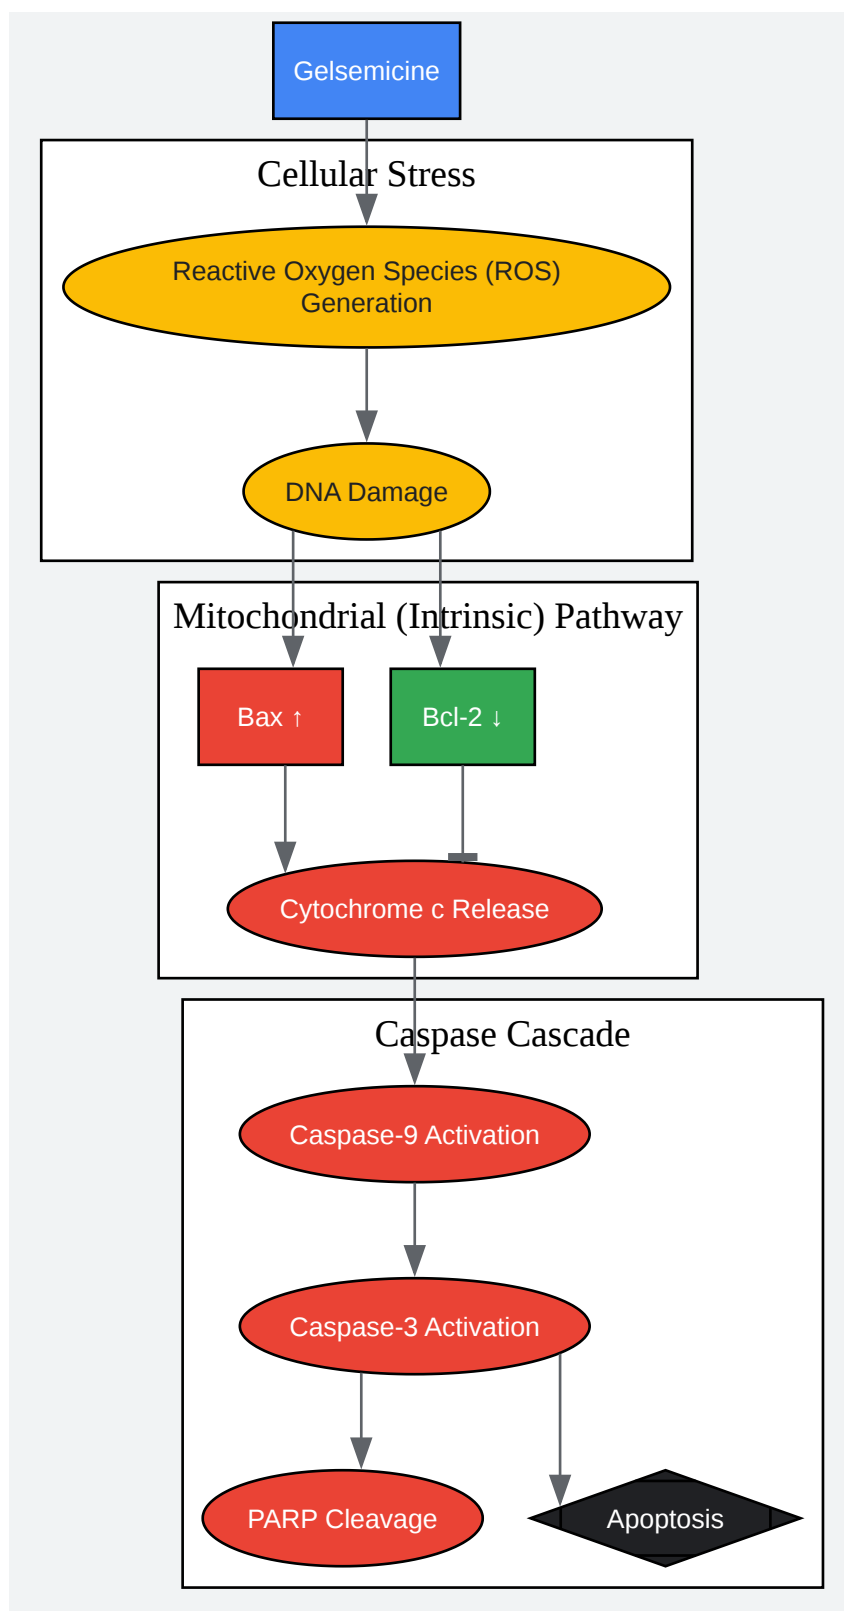 Gelsemicine
Cellular Stress
Reactive Oxygen Species (ROS)
Generation
DNA Damage
Mitochondrial (Intrinsic) Pathway
Bax ↑
Bcl-2 ↓
Cytochrome c Release
Caspase Cascade
Caspase-9 Activation
Caspase-3 Activation
PARP Cleavage
Apoptosis